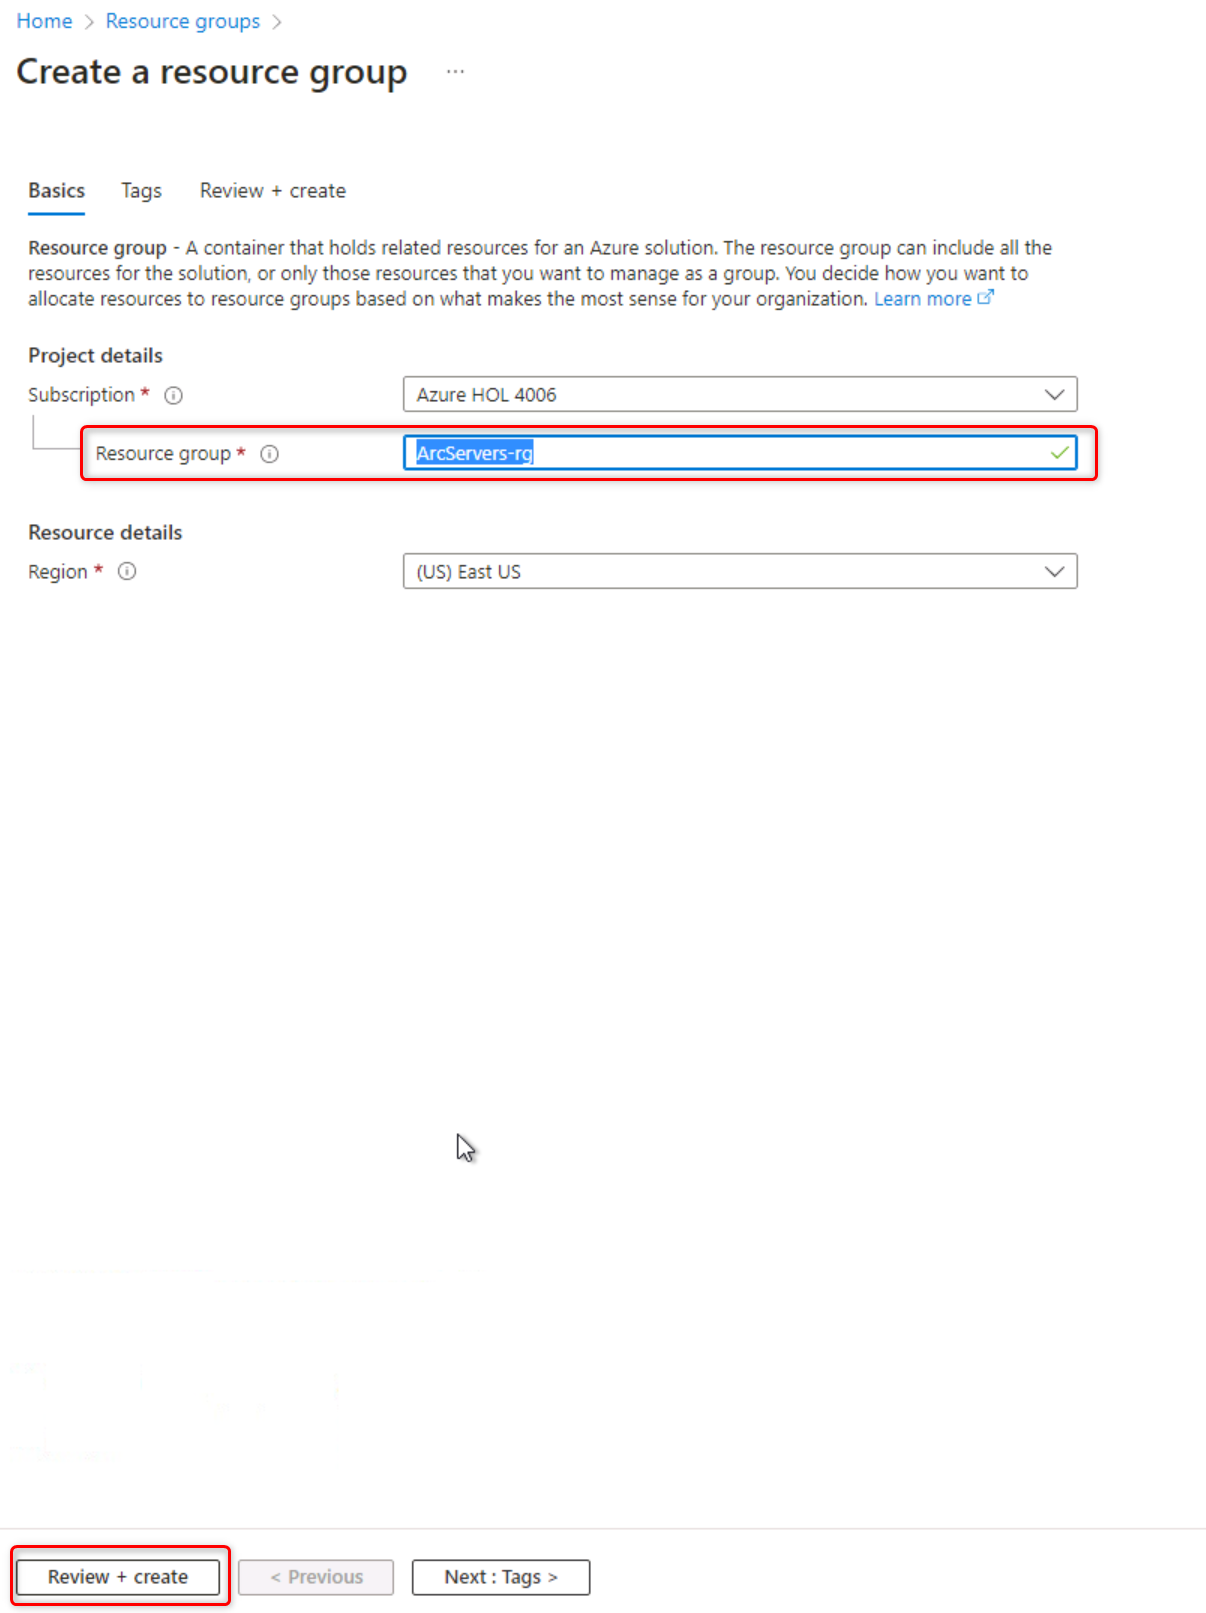 Home > Resource groups >
Create a resource group ...
Basics Tags Review + create
Resource group - A container that holds related resources for an Azure solution. The resource group can include all the
resources for the solution, or only those resources that you want to manage as a group. You decide how you want to
allocate resources to resource groups based on what makes the most sense for your organization. Learn more
Project details
Subscription * Azure HOL 4006
Resource group * ArcServers-rg
Resource details
Region * (US) East US
Review + create < Previous Next : Tags >